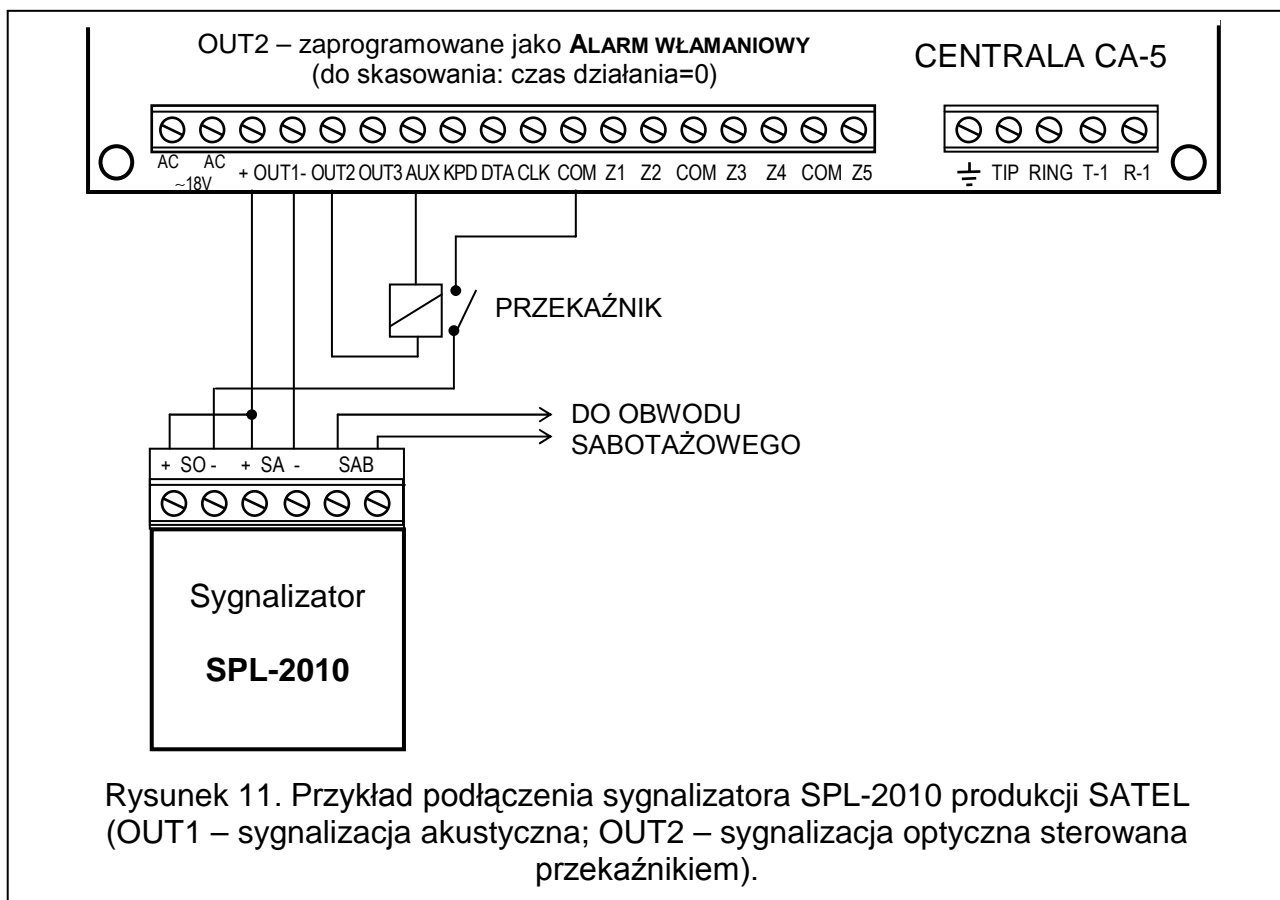 OUT2 – zaprogramowane jako ALARM WŁAMANIOWY
(do skasowania: czas działania=0)
CENTRALA CA-5
AC AC + OUT1- OUT2 OUT3 AUX KPD DTA CLK COM Z1 Z2 COM Z3 Z4 COM Z5
~18V
TIP RING T-1 R-1
PRZEKAŹNIK
DO OBWODU
SABOTAŻOWEGO
+ SO - + SA - SAB
Sygnalizator
SPL-2010
Rysunek 11. Przykład podłączenia sygnalizatora SPL-2010 produkcji SATEL
(OUT1 – sygnalizacja akustyczna; OUT2 – sygnalizacja optyczna sterowana
przekaźnikiem).